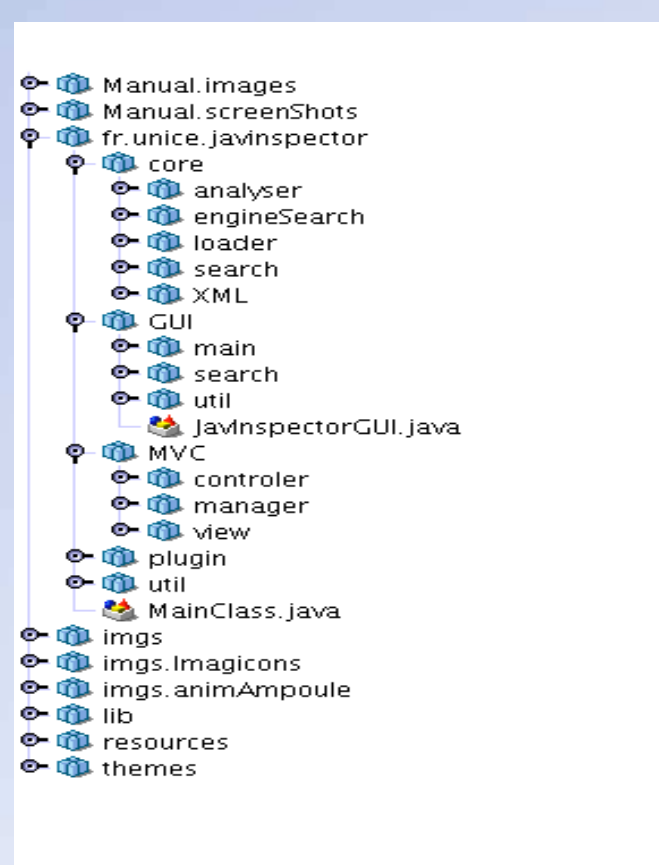 Manual.images
Manual.screenShots
fr.unice.javinspector
core
analyser
engineSearch
loader
search
XML
GUI
main
search
util
JavInspectorGUI.java
MVC
controler
manager
view
plugin
util
MainClass.java
imgs
imgs.Imagicons
imgs.animAmpoule
lib
resources
themes